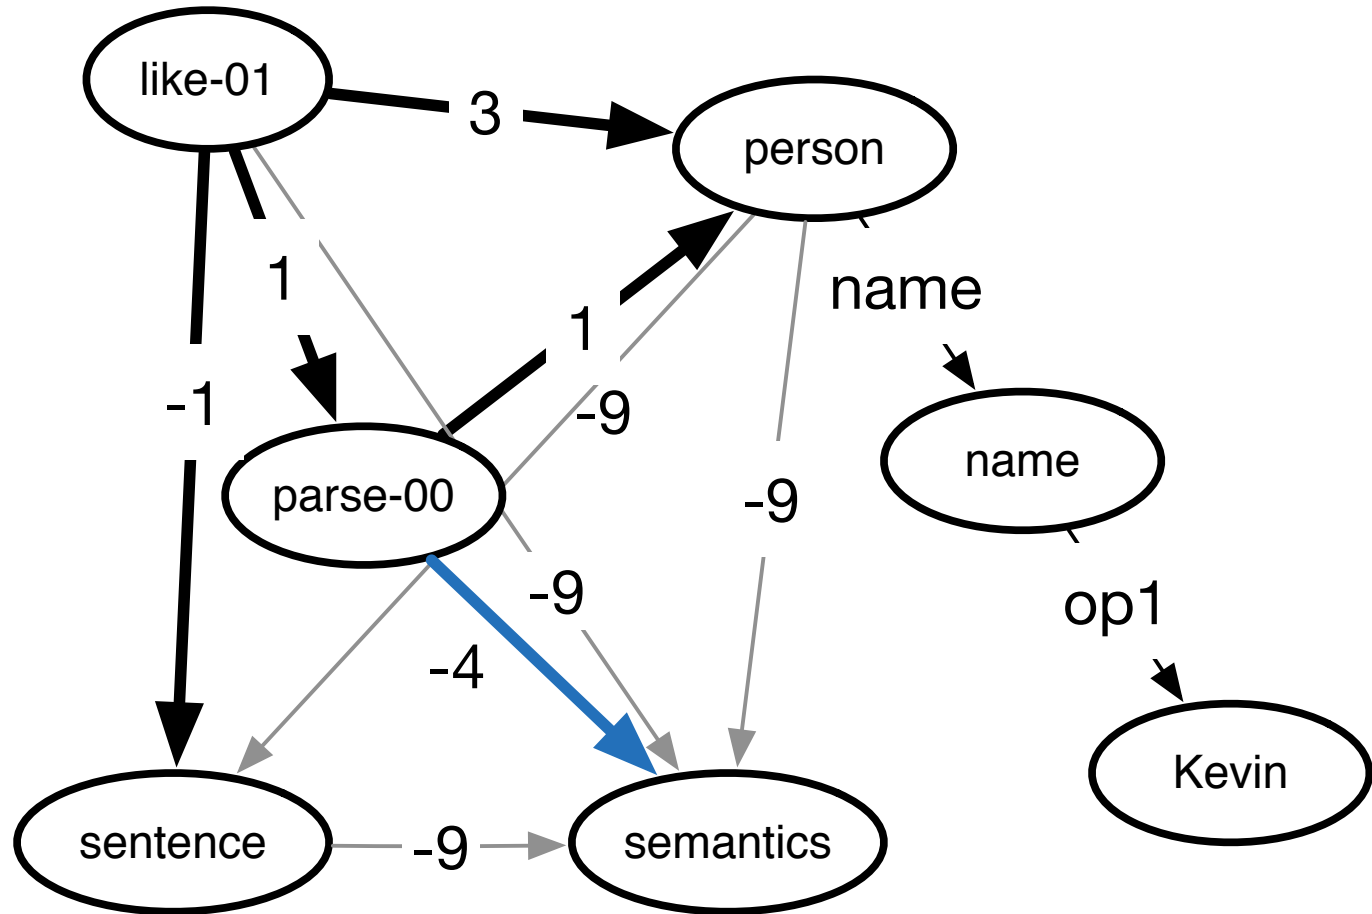 like-01
3
person
1
name
1
-1
-9
name
parse-00
-9
-9
op1
-4
Kevin
sentence
-9
semantics